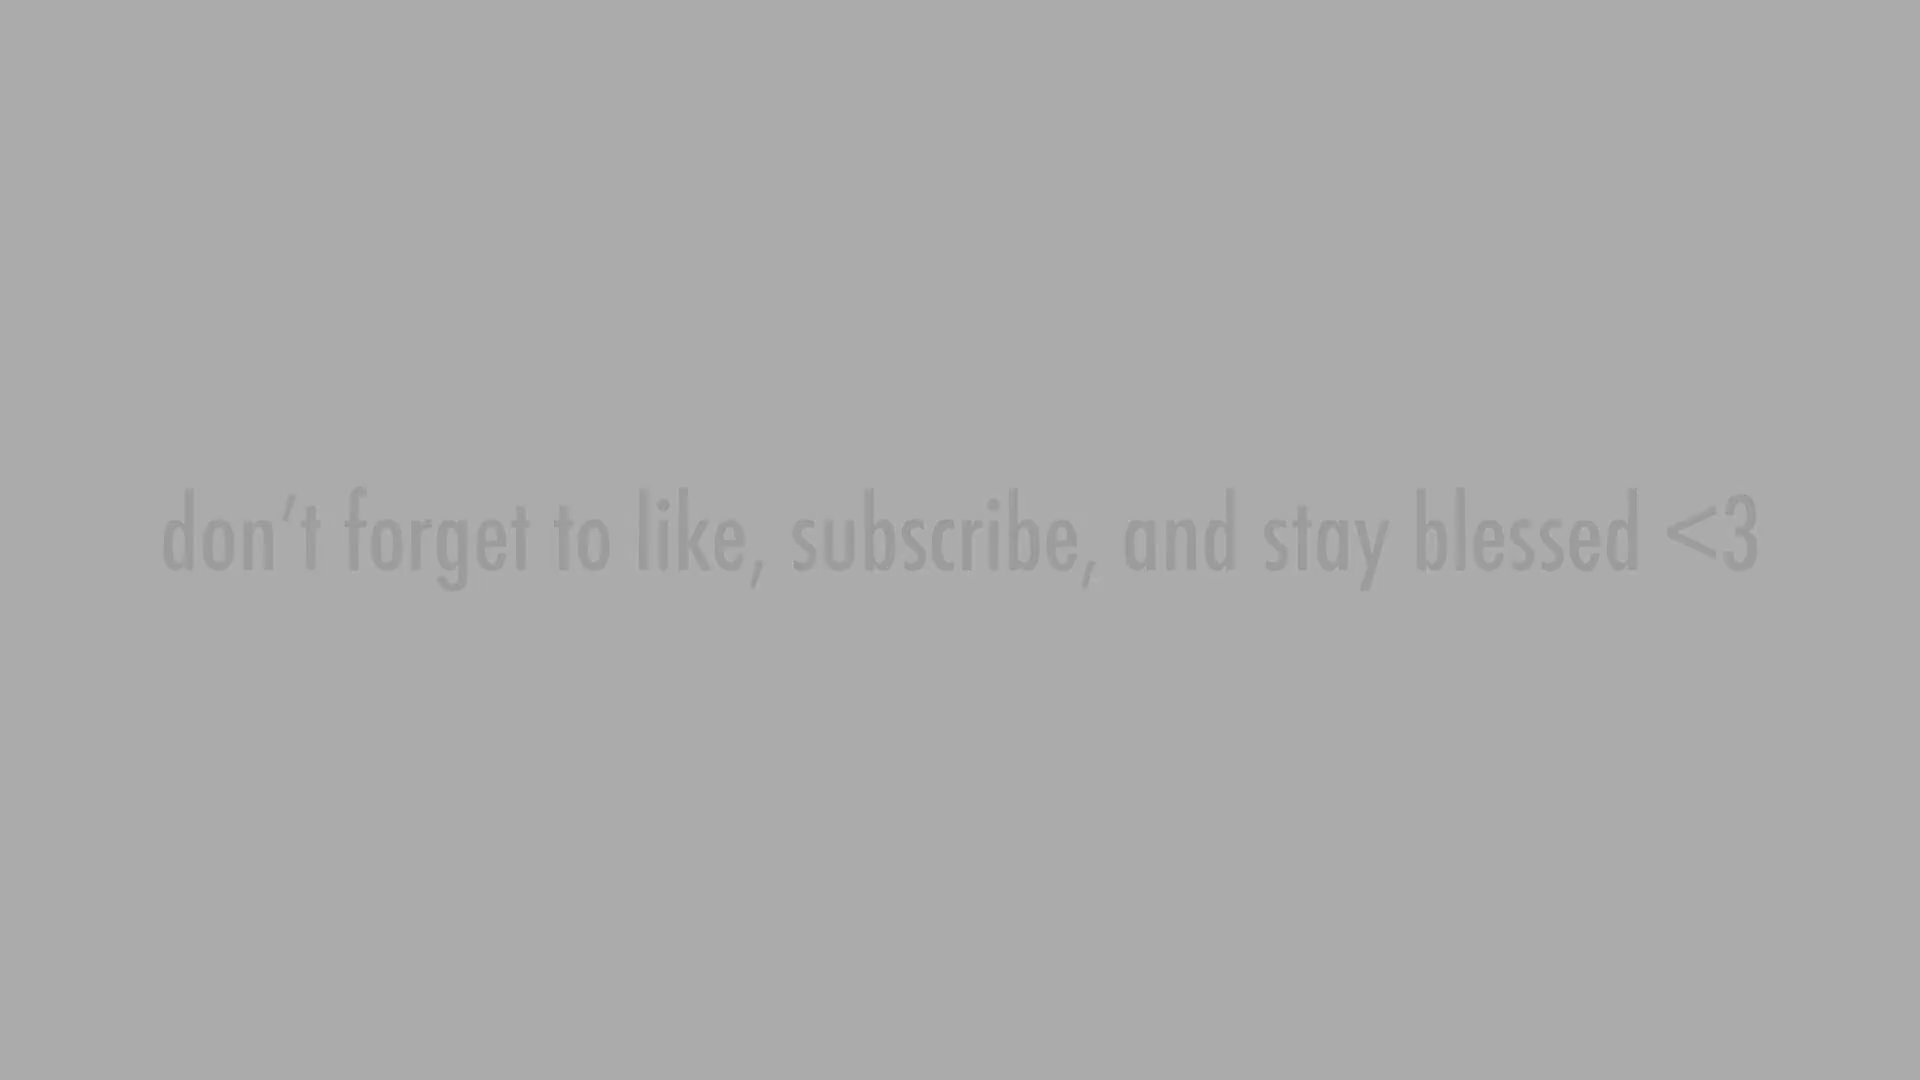 don’t forget to like, subscribe, and stay blessed <3